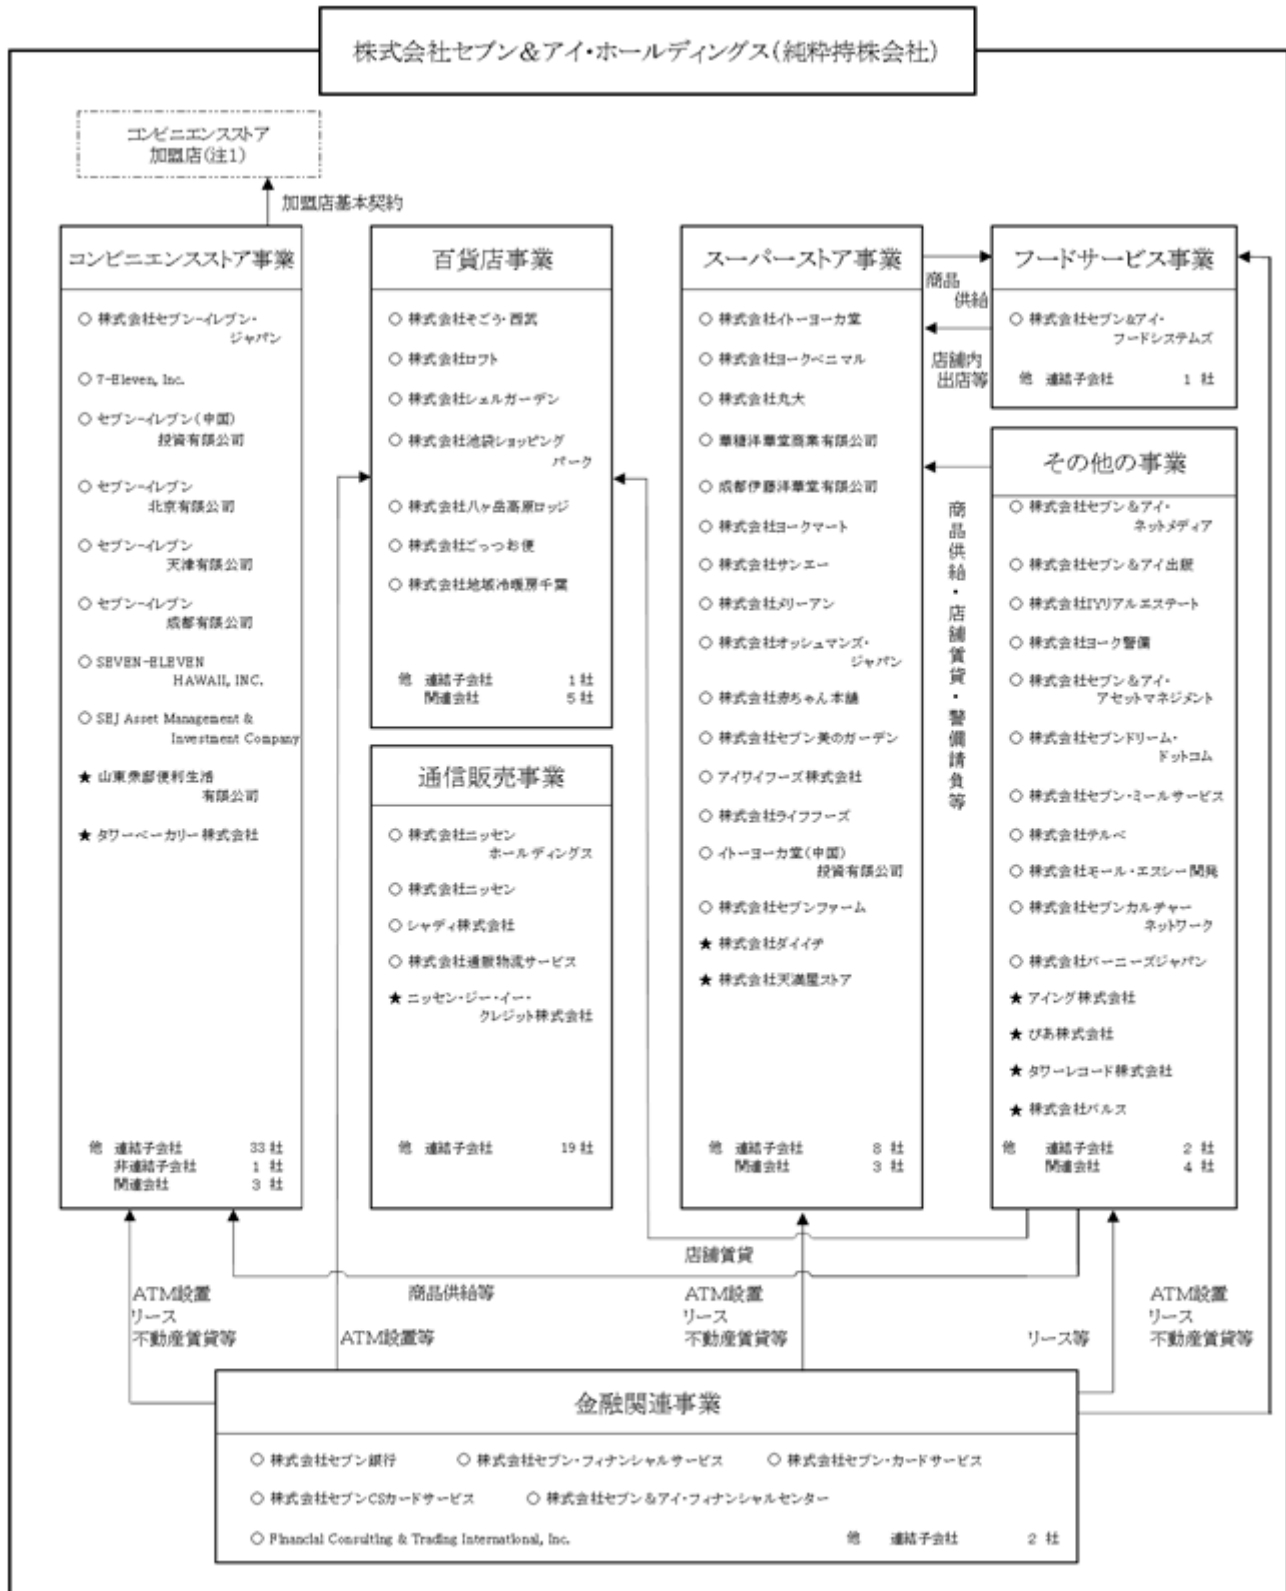 株式会社セブン&アイ・ホールディングス(純粋持株会社)
コンビニエンスストア
加盟店(注1)
加盟店基本契約
コンビニエンスストア事業
○ 株式会社セブン-イレブン・
ジャパン
○ 7-Eleven, Inc.
○ セブン-イレブン(中国)
投資有限公司
○ セブン-イレブン
北京有限公司
○ セブン-イレブン
天津有限公司
○ セブン-イレブン
成都有限公司
○ SEVEN-ELEVEN
HAWAII, INC.
○ SEJ Asset Management &
Investment Company
★ 山東衆邸便利生活
有限公司
★ タワーベーカリー株式会社
他 連結子会社 33 社
非連結子会社 1 社
関連会社 3 社
百貨店事業
○ 株式会社そごう・西武
○ 株式会社ロフト
○ 株式会社シェルガーデン
○ 株式会社池袋ショッピング
パーク
○ 株式会社八ヶ岳高原ロッジ
○ 株式会社ごっつお便
○ 株式会社地域冷暖房千葉
他 連結子会社 1 社
関連会社 5 社
通信販売事業
○ 株式会社ニッセン
ホールディングス
○ 株式会社ニッセン
○ シャディ株式会社
○ 株式会社通販物流サービス
★ ニッセン・ジー・イー・
クレジット株式会社
他 連結子会社 19 社
スーパーストア事業
○ 株式会社イトーヨーカ堂
○ 株式会社ヨークベニマル
○ 株式会社丸大
○ 華糖洋華堂商業有限公司
○ 成都伊藤洋華堂有限公司
○ 株式会社ヨークマート
○ 株式会社サンエー
○ 株式会社メリーアン
○ 株式会社オッシュマンズ・
ジャパン
○ 株式会社赤ちゃん本舗
○ 株式会社セブン美のガーデン
○ アイワイフーズ株式会社
○ 株式会社ライフフーズ
○ イトーヨーカ堂(中国)
投資有限公司
○ 株式会社セブンファーム
★ 株式会社ダイイチ
★ 株式会社天満屋ストア
他 連結子会社 8 社
関連会社 3 社
商品
供給
店舗内
出店等
フードサービス事業
○ 株式会社セブン&アイ・
フードシステムズ
他 連結子会社 1 社
商品供給・店舗賃貸・警備請負等
その他の事業
○ 株式会社セブン&アイ・
ネットメディア
○ 株式会社セブン&アイ出版
○ 株式会社IYリアルエステート
○ 株式会社ヨーク警備
○ 株式会社セブン&アイ・
アセットマネジメント
○ 株式会社セブンドリーム・
ドットコム
○ 株式会社セブン・ミールサービス
○ 株式会社テルベ
○ 株式会社モール・エスシー開発
○ 株式会社セブンカルチャー
ネットワーク
○ 株式会社バーニーズジャパン
★ アイング株式会社
★ ぴあ株式会社
★ タワーレコード株式会社
★ 株式会社バルス
他 連結子会社 2 社
関連会社 4 社
店舗賃貸
商品供給等
ATM設置
リース
不動産賃貸等
ATM設置等
ATM設置
リース
不動産賃貸等
リース等
ATM設置
リース
不動産賃貸等
金融関連事業
○ 株式会社セブン銀行 ○ 株式会社セブン・フィナンシャルサービス ○ 株式会社セブン・カードサービス
○ 株式会社セブンCSカードサービス ○ 株式会社セブン&アイ・フィナンシャルセンター
○ Financial Consulting & Trading International, Inc. 他 連結子会社 2 社